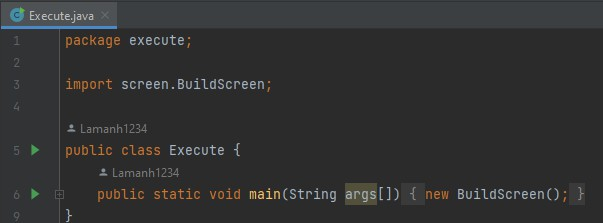 Execute.java
1 package execute;
2
3 import screen.BuildScreen;
4
Lamanh1234
5 public class Execute {
Lamanh1234
6 public static void main(String args[]) { new BuildScreen(); }
9 }